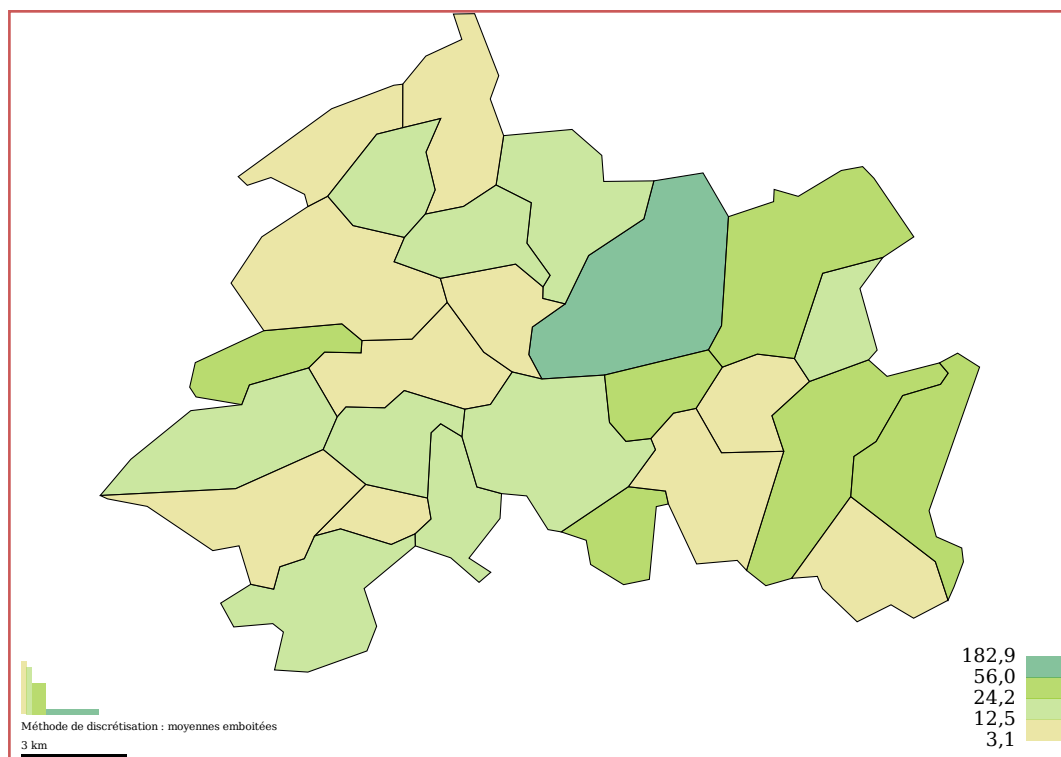 182,9
56,0
24,2
12,5
3,1
Méthode de discrétisation : moyennes emboitées
3 km